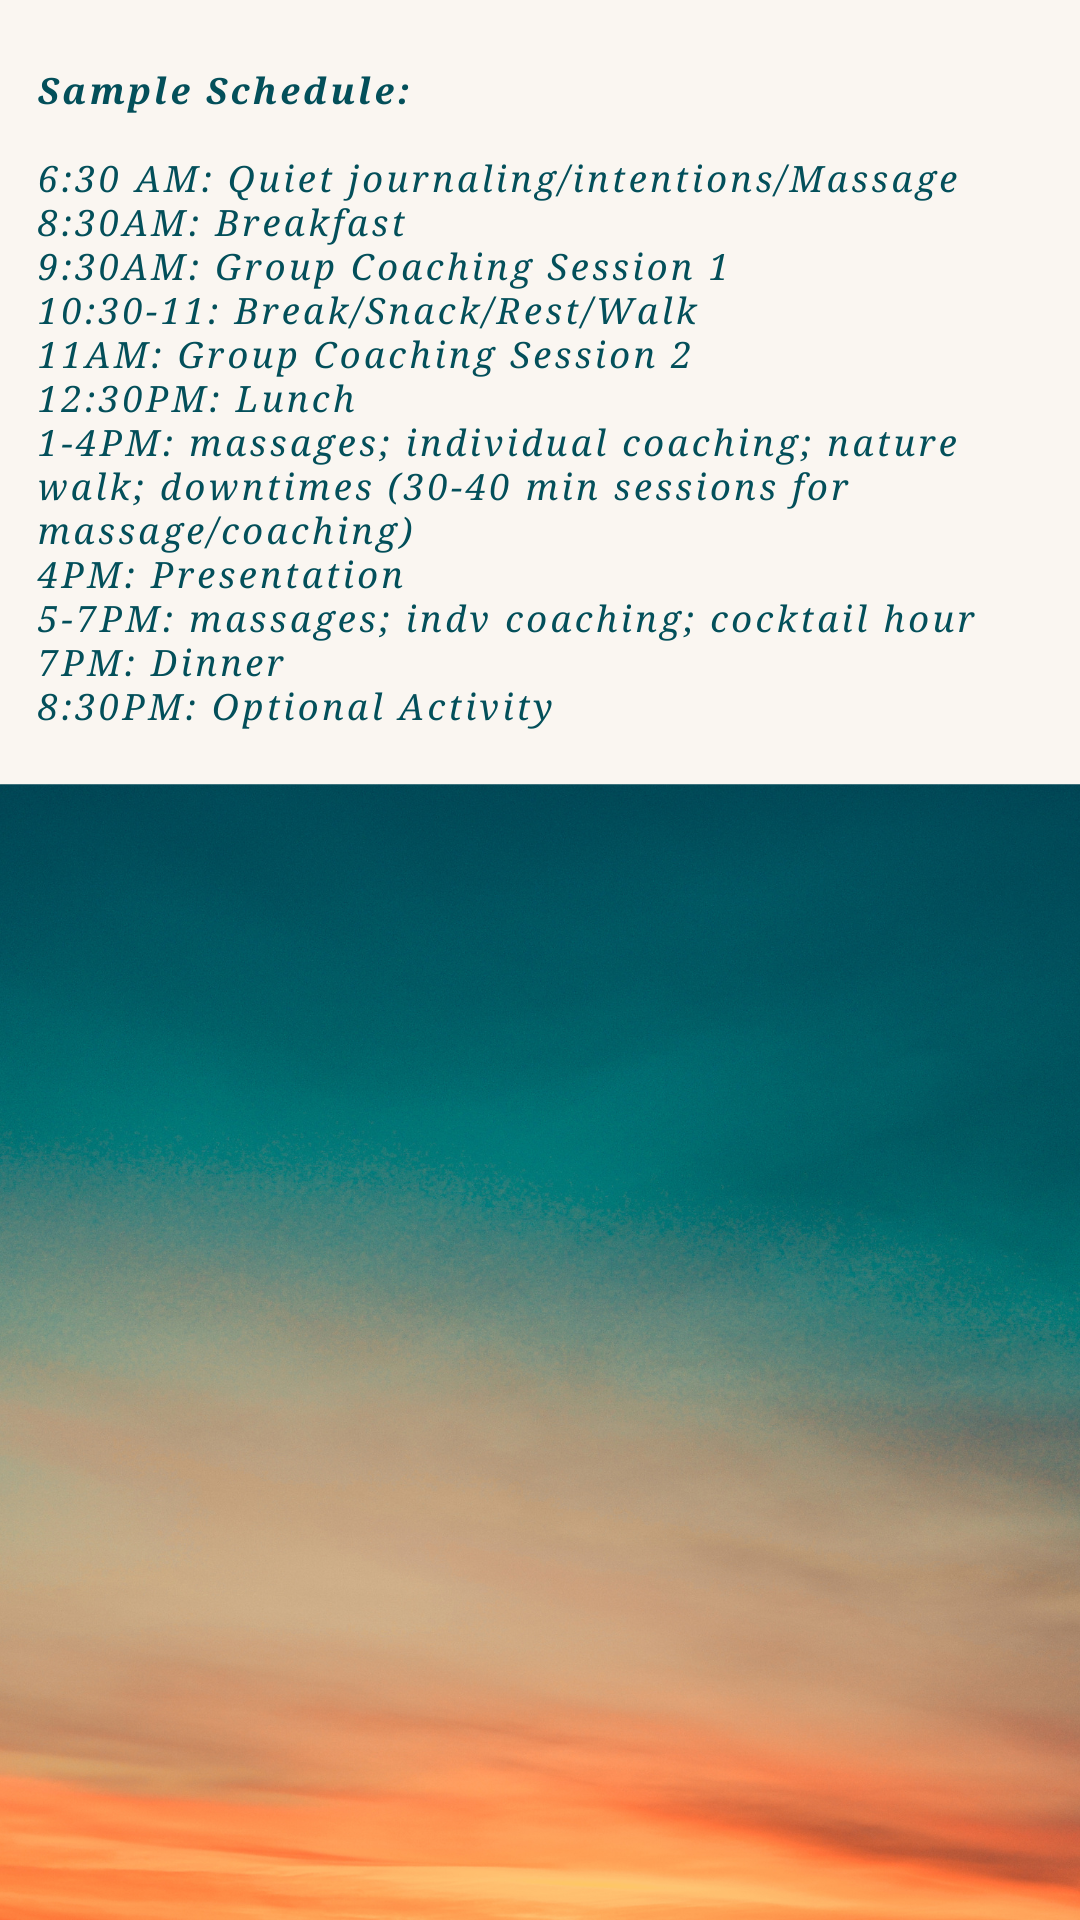 Sample Schedule:
6:30 AM: Quiet journaling/intentions/Massage
8:30AM: Breakfast
9:30AM: Group Coaching Session 1
10:30-11: Break/Snack/Rest/Walk
11AM: Group Coaching Session 2
12:30PM: Lunch
1-4PM: massages; individual coaching; nature
walk; downtimes (30-40 min sessions for
massage/coaching)
4PM: Presentation
5-7PM: massages; indv coaching; cocktail hour
7PM: Dinner
8:30PM: Optional Activity